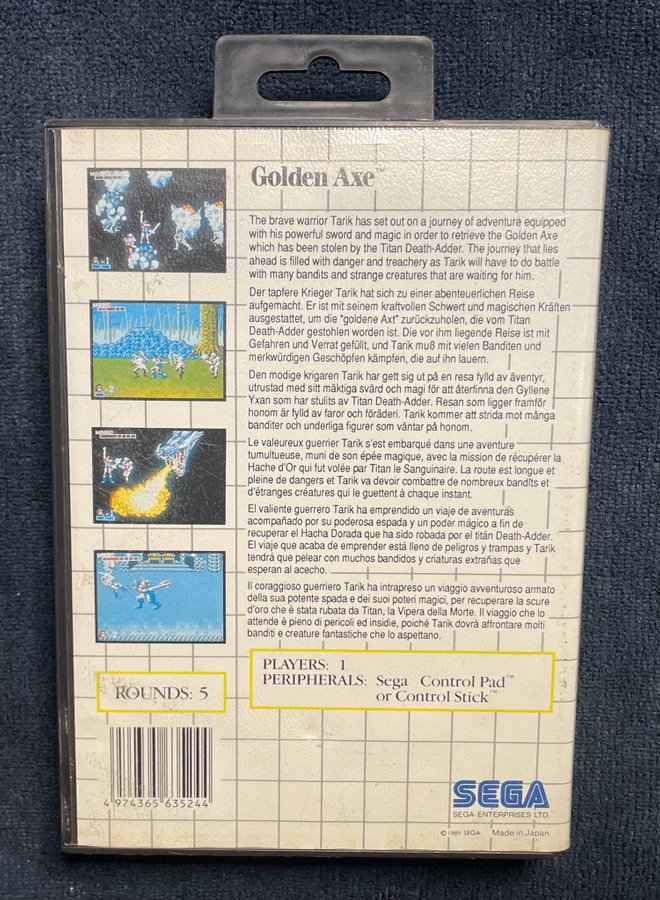 Golden Axe™
The brave warrior Tarik has set out on a journey of adventure equipped
with his powerful sword and magic in order to retrieve the Golden Axe
which has been stolen by the Titan Death-Adder. The journey that lies
ahead is filled with danger and treachery as Tarik will have to do battle
with many bandits and strange creatures that are waiting for him.
Der tapfere Krieger Tarik hat sich zu einer abenteuerlichen Reise
aufgemacht. Er ist mit seinem kraftvollen Schwert und magischen Kräften
ausgestattet, um die "goldene Axt" zurückzuholen, die vom Titan
Death-Adder gestohlen worden ist. Die vor ihm liegende Reise ist mit
Gefahren und Verrat gefüllt, und Tarik muß mit vielen Banditen und
merkwürdigen Geschöpfen kämpfen, die auf ihn lauern.
Den modige krigaren Tarik har gett sig ut på en resa fylld av äventyr,
utrustad med sitt mäktiga svärd och magi för att återfinna den Gyllene
Yxan som har stulits av Titan Death-Adder. Resan som ligger framför
honom är fylld av faror och föräderi. Tarik kommer att strida mot många
banditer och underliga figurer som väntar på honom.
Le valeureux guerrier Tarik s'est embarqué dans une aventure
tumultueuse, muni de son épée magique, avec la mission de récupérer la
Hache d'Or qui fut volée par Titan le Sanguinaire. La route est longue et
pleine de dangers et Tarik va devoir combattre de nombreux bandits et
d'étranges créatures qui le guettent à chaque instant.
El valiente guerrero Tarik ha emprendido un viaje de aventuras
acompañado por su poderosa espada y un poder mágico a fin de
recuperar el Hacha Dorada que ha sido robada por el titán Death-Adder.
El viaje que acaba de emprender está lleno de peligros y trampas y Tarik
tendrá que pelear con muchos bandidos y criaturas extrañas que
esperan al acecho.
Il coraggioso guerriero Tarik ha intrapreso un viaggio avventuroso armato
della sua potente spada e dei suoi poteri magici, per recuperare la scure
d'oro che è stata rubata da Titan, la Vipera della Morte. Il viaggio che lo
attende è pieno di pericoli ed insidie, poiché Tarik dovrà affrontare molti
banditi e creature fantastiche che lo aspettano.
ROUNDS: 5
PLAYERS: 1
PERIPHERALS: Sega Control Pad™
or Control Stick™
4 974365 635244
SEGA
SEGA ENTERPRISES LTD.
© 1989 SEGA Made in Japan